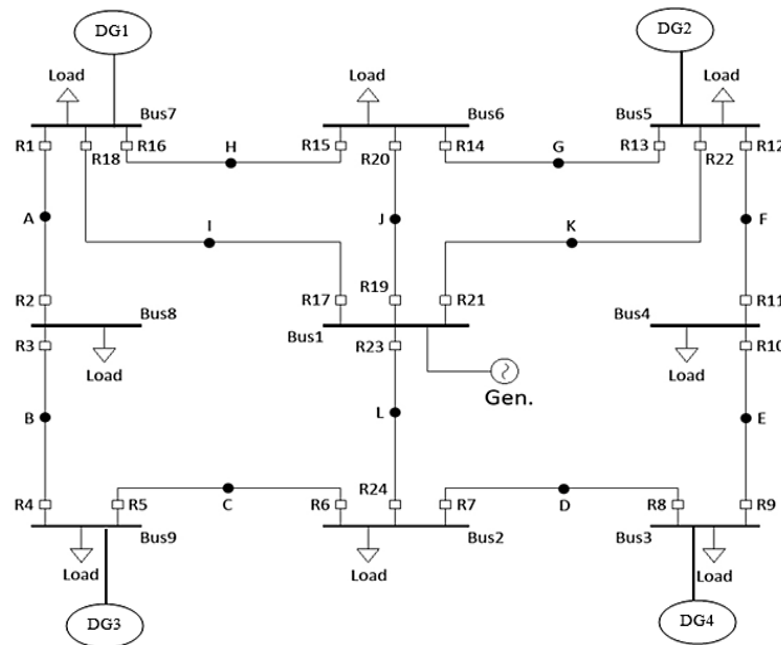 DG1
DG2
Load
Load
Load
Bus7
Bus6
Bus5
R1
R18
R16
H
R15
R20
R14
G
R13
R22
R12
A
I
J
K
F
R2
R17
R19
R21
R11
Bus8
Bus1
Bus4
R3
R23
R10
Load
Gen.
Load
B
L
E
R4
R5
C
R6
R24
R7
D
R8
R9
Bus9
Bus2
Bus3
Load
Load
Load
DG3
DG4